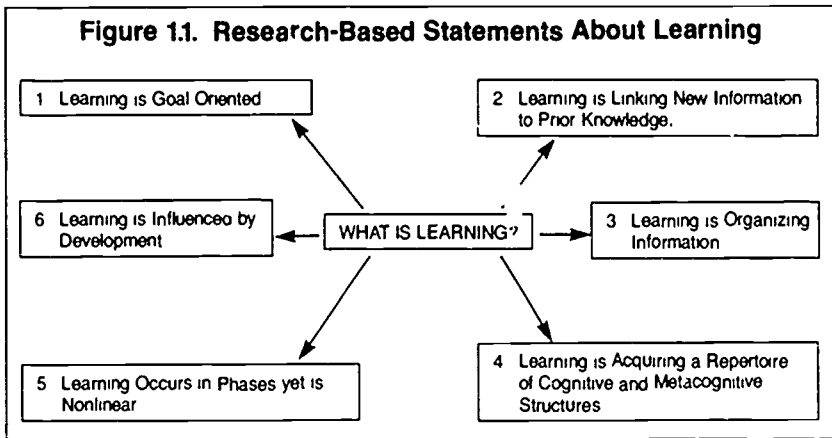 Figure 1.1. Research-Based Statements About Learning
1 Learning is Goal Oriented
2 Learning is Linking New Information
to Prior Knowledge.
6 Learning is Influenced by
Development
WHAT IS LEARNING?
3 Learning is Organizing
Information
5 Learning Occurs in Phases yet is
Nonlinear
4 Learning is Acquiring a Repertoire
of Cognitive and Metacognitive
Structures